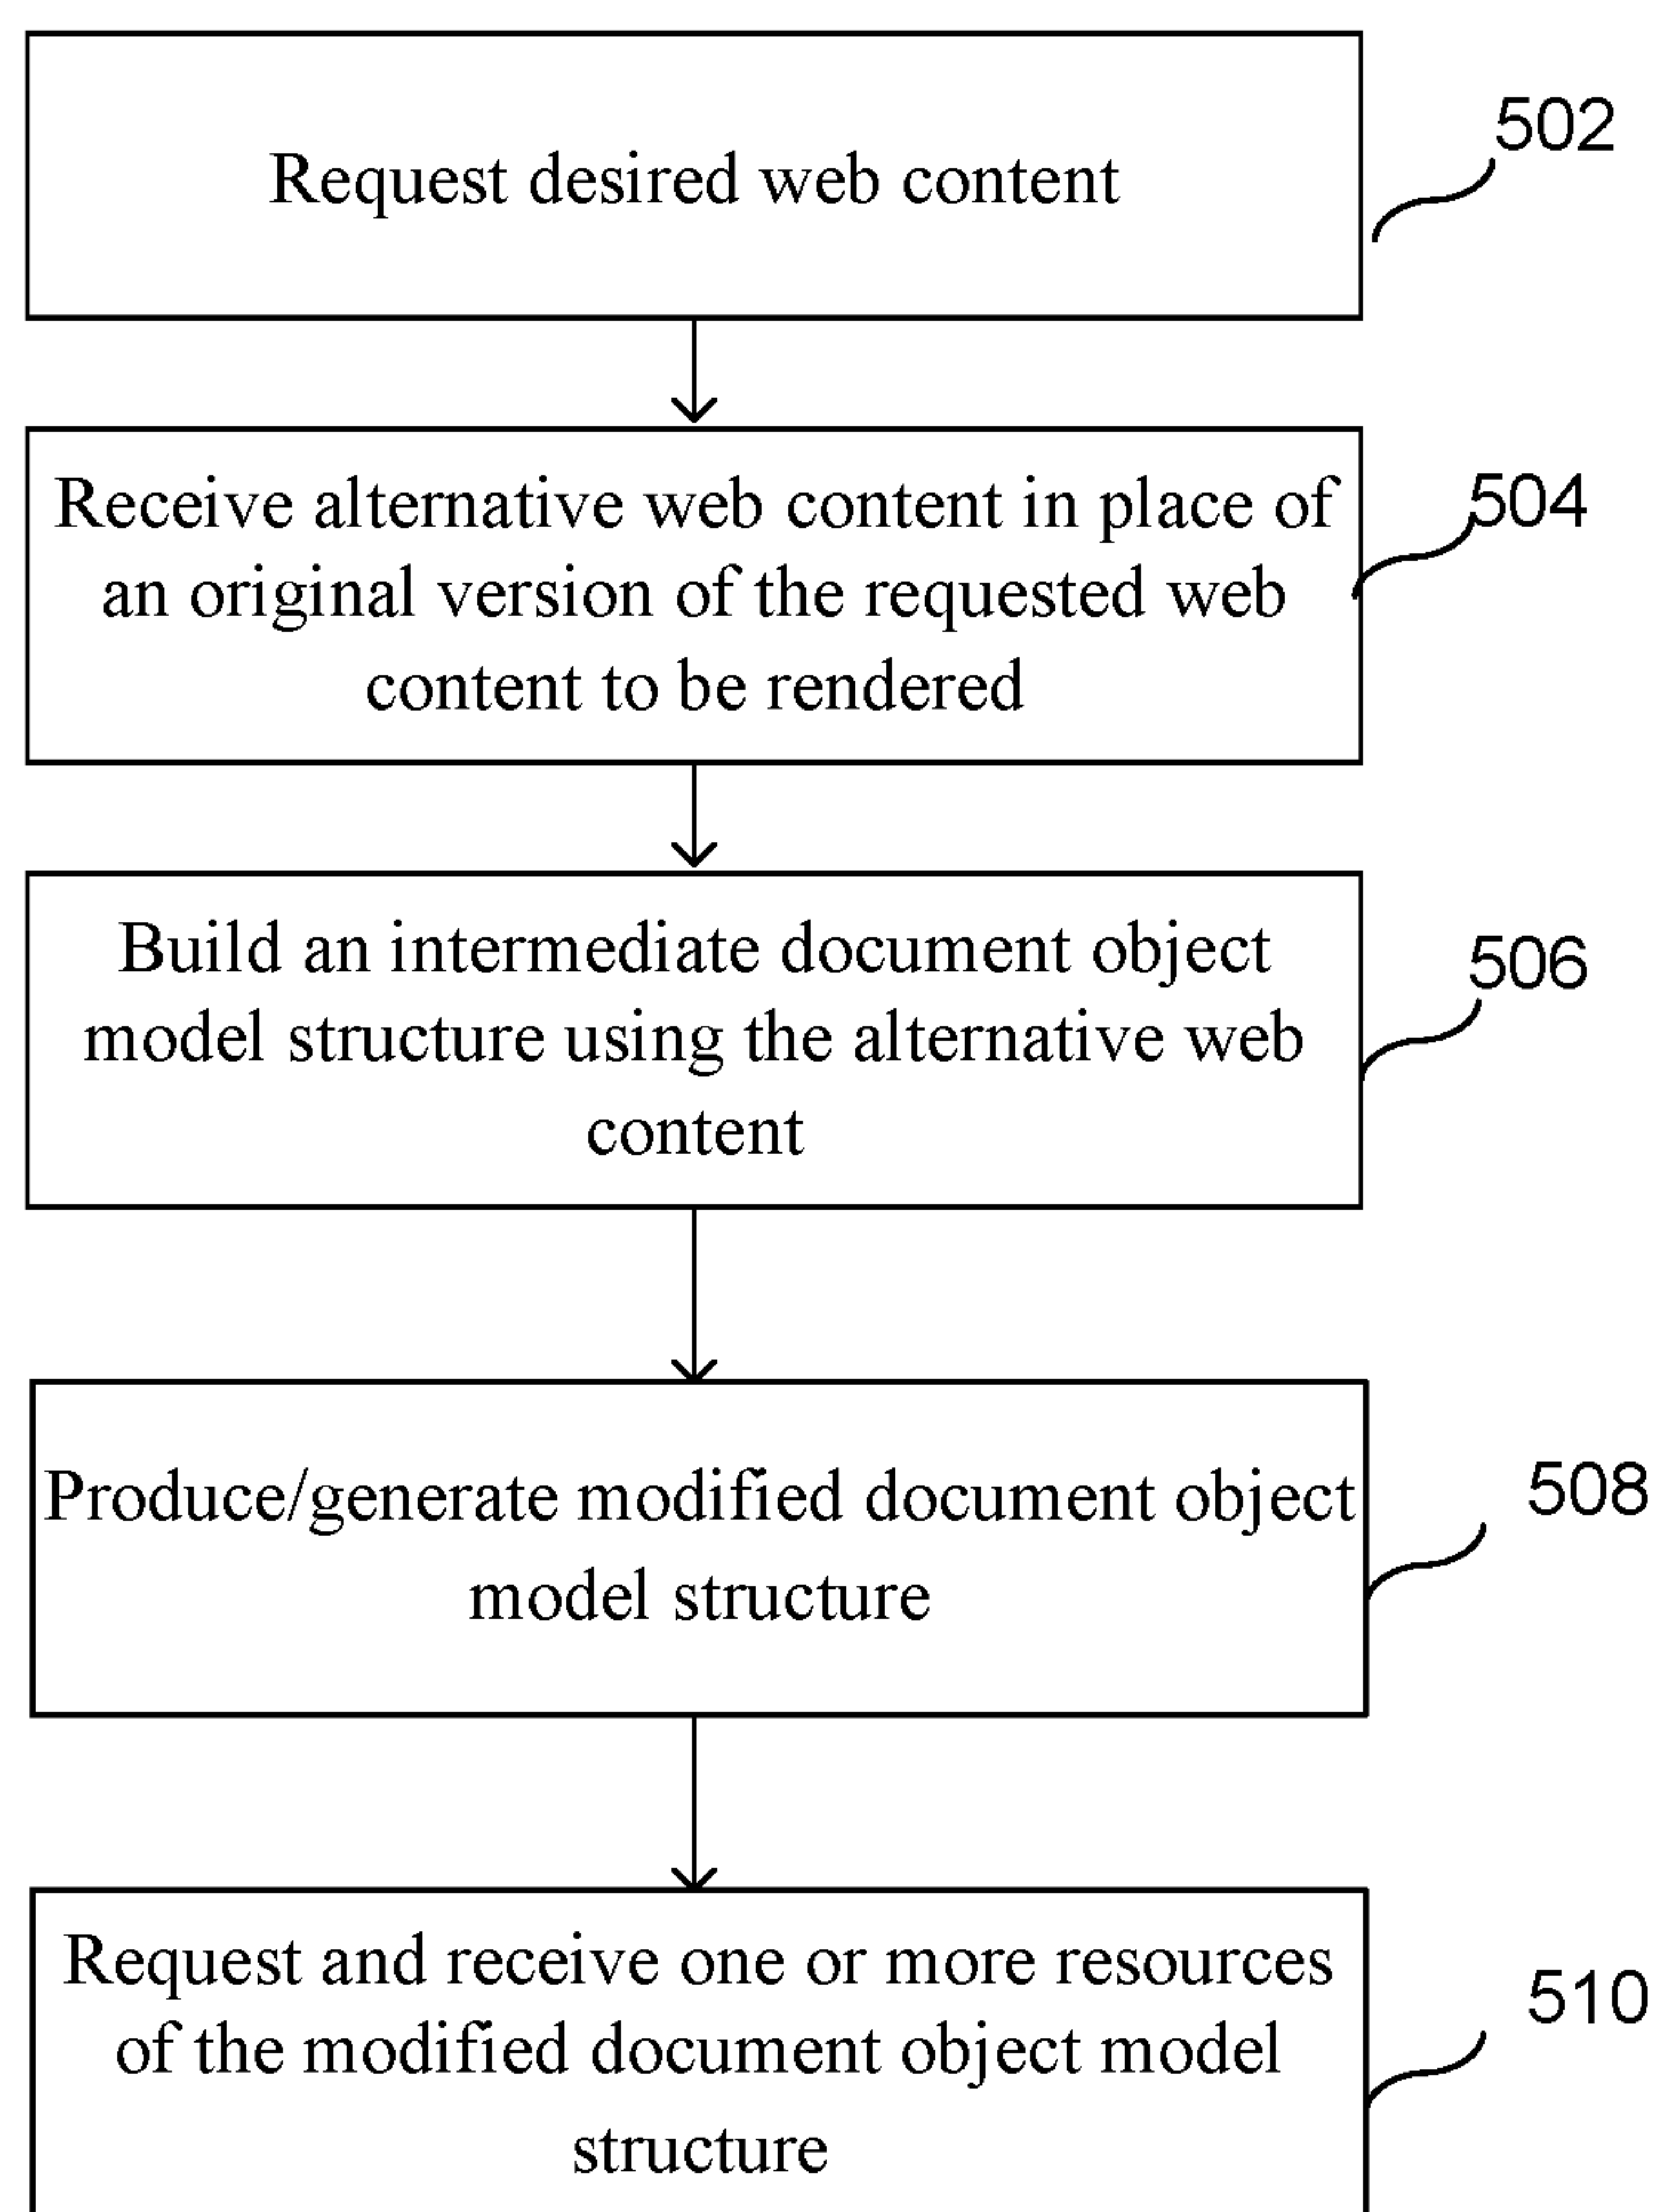 Request desired web content
502
Receive alternative web content in place of
an original version of the requested web
content to be rendered
504
Build an intermediate document object
model structure using the alternative web
content
506
Produce/generate modified document object
model structure
508
Request and receive one or more resources
of the modified document object model
structure
510